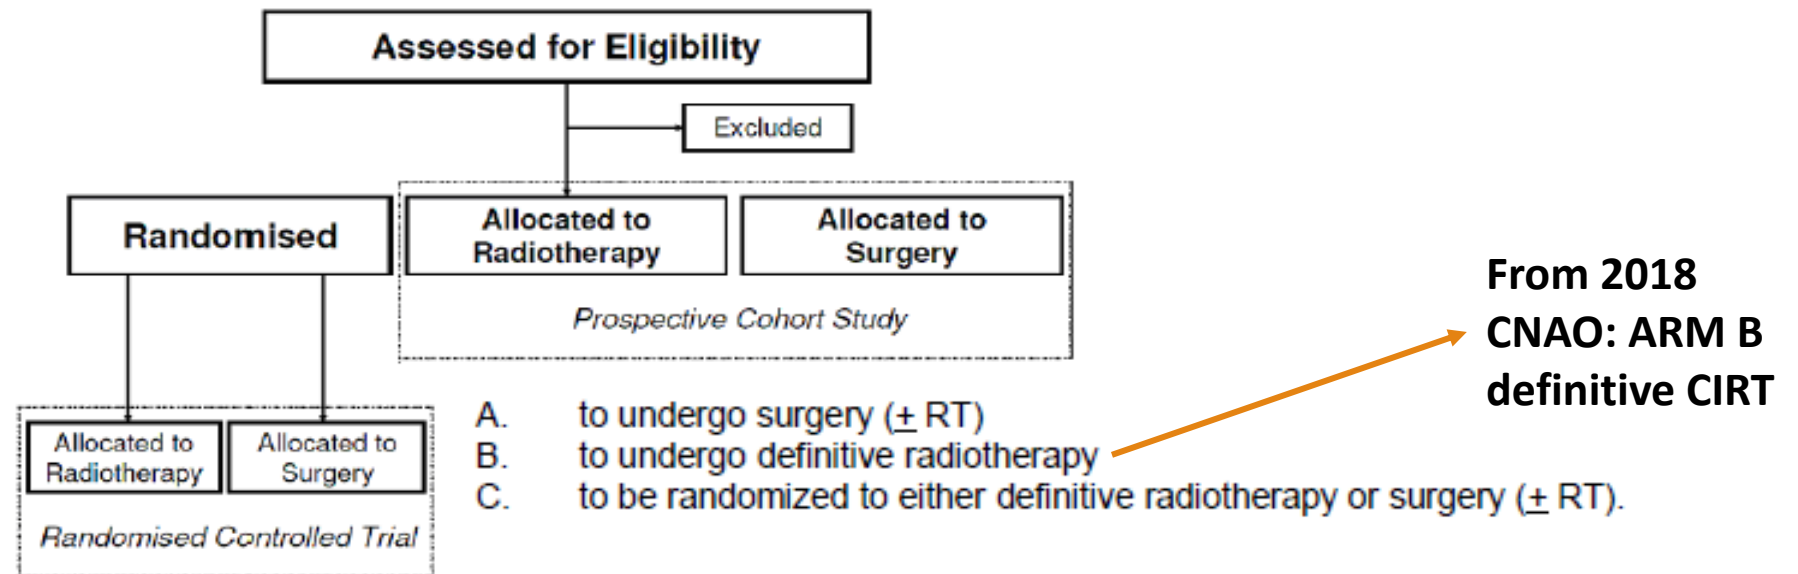 Assessed for Eligibility
Excluded
Randomised
Allocated to
Radiotherapy
Allocated to
Surgery
Prospective Cohort Study
From 2018
CNAO: ARM B
definitive CIRT
Allocated to
Radiotherapy
Allocated to
Surgery
Randomised Controlled Trial
A. to undergo surgery (± RT)
B. to undergo definitive radiotherapy
C. to be randomized to either definitive radiotherapy or surgery (± RT).